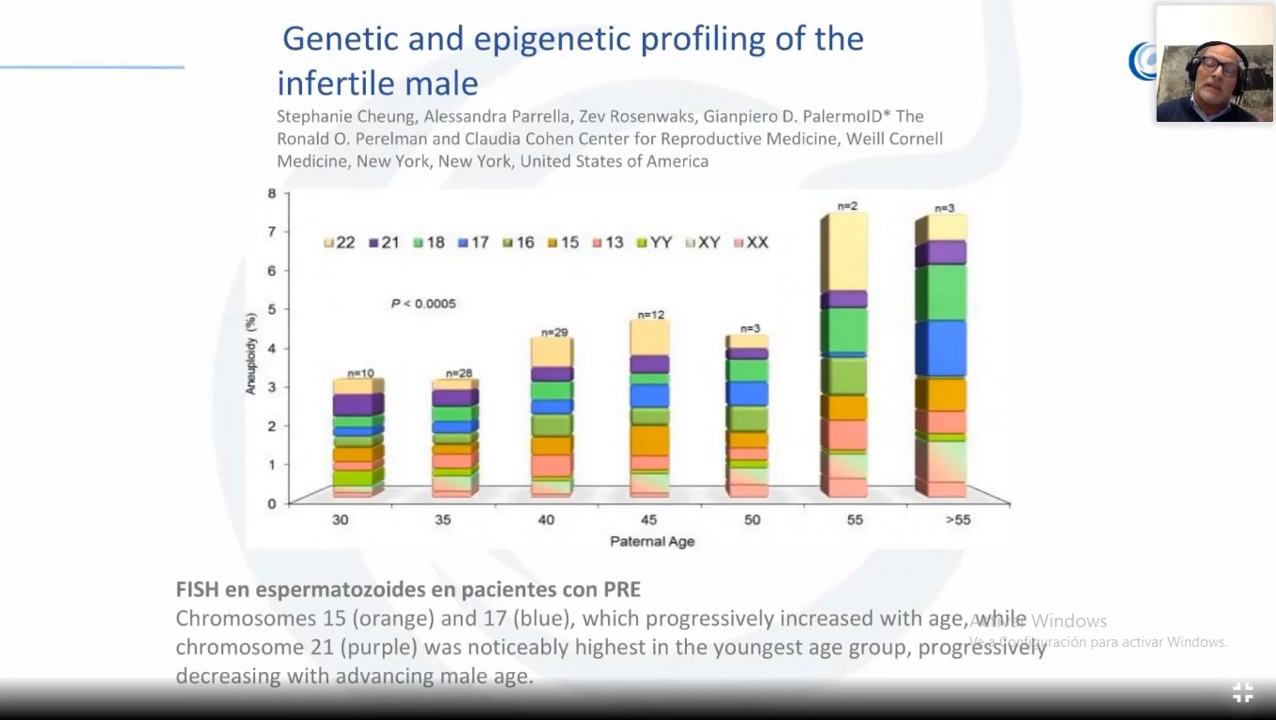 Genetic and epigenetic profiling of the
infertile male
Stephanie Cheung, Alessandra Parrella, Zev Rosenwaks, Gianpiero D. PalermoID* The
Ronald O. Perelman and Claudia Cohen Center for Reproductive Medicine, Weill Cornell
Medicine, New York, New York, United States of America
8
7
6
5
4
3
2
1
0
Aneuploidy (%)
22 21 18 17 16 15 13 YY XY XX
P < 0.0005
n=10
n=28
n=29
n=12
n=3
n=2
n=3
30 35 40 45 50 55 >55
Paternal Age
FISH en espermatozoides en pacientes con PRE
Chromosomes 15 (orange) and 17 (blue), which progressively increased with age, while
chromosome 21 (purple) was noticeably highest in the youngest age group, progressively
decreasing with advancing male age.
Activar Windows
Ve a Configuración para activar Windows.